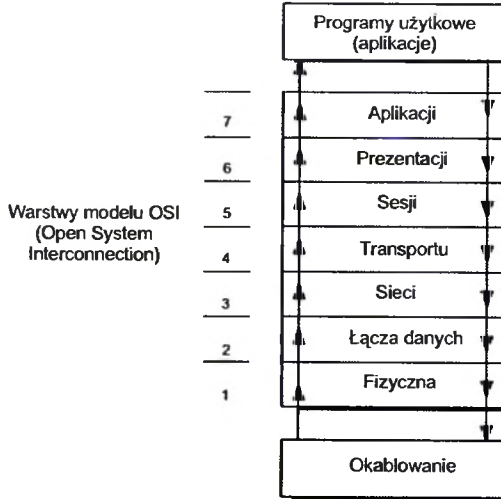 Programy użytkowe
(aplikacje)
7 Aplikacji
6 Prezentacji
Warstwy modelu OSI
(Open System
Interconnection)
5 Sesji
4 Transportu
3 Sieci
2 Łącza danych
1 Fizyczna
Okablowanie